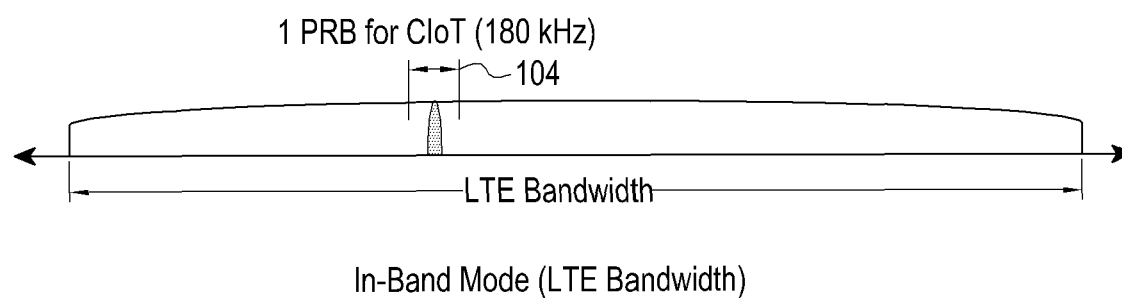 1 PRB for CIoT (180 kHz)
104
LTE Bandwidth
In-Band Mode (LTE Bandwidth)